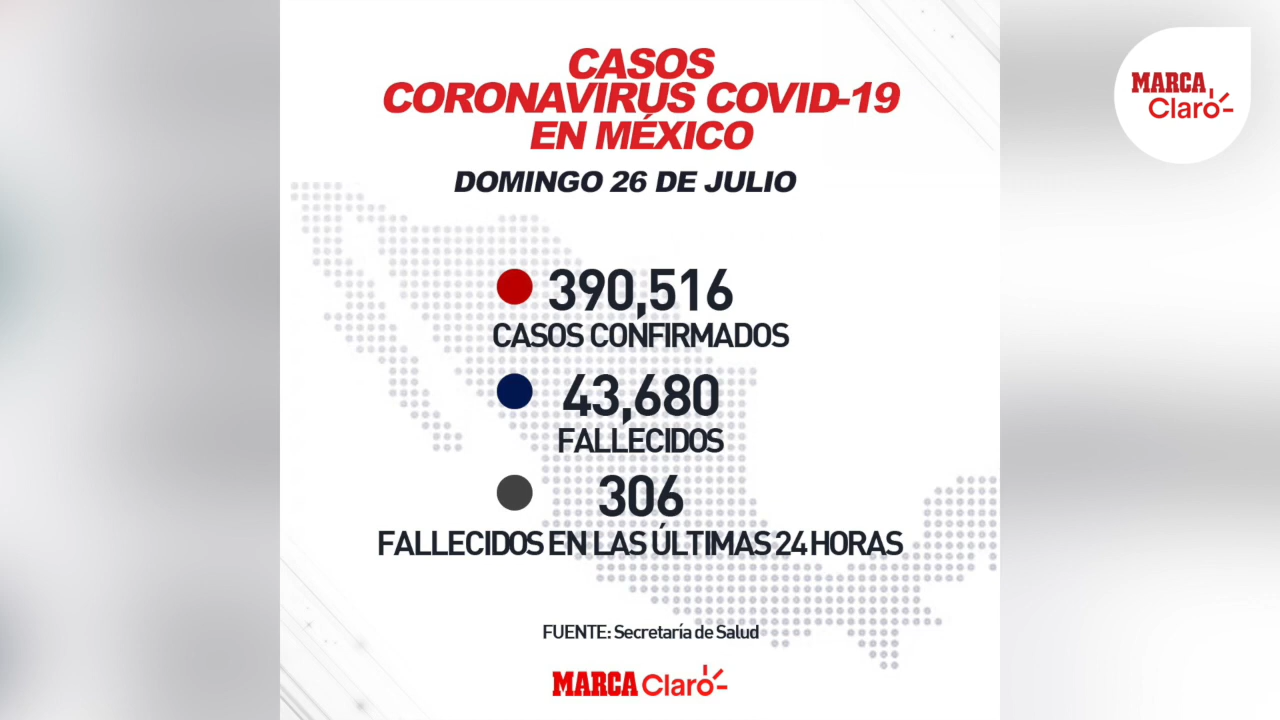 CASOS
CORONAVIRUS COVID-19
EN MÉXICO
DOMINGO 26 DE JULIO
390,516
CASOS CONFIRMADOS
43,680
FALLECIDOS
306
FALLECIDOS EN LAS ÚLTIMAS 24 HORAS
FUENTE: Secretaría de Salud
MARCA Claro
MARCA
Claro